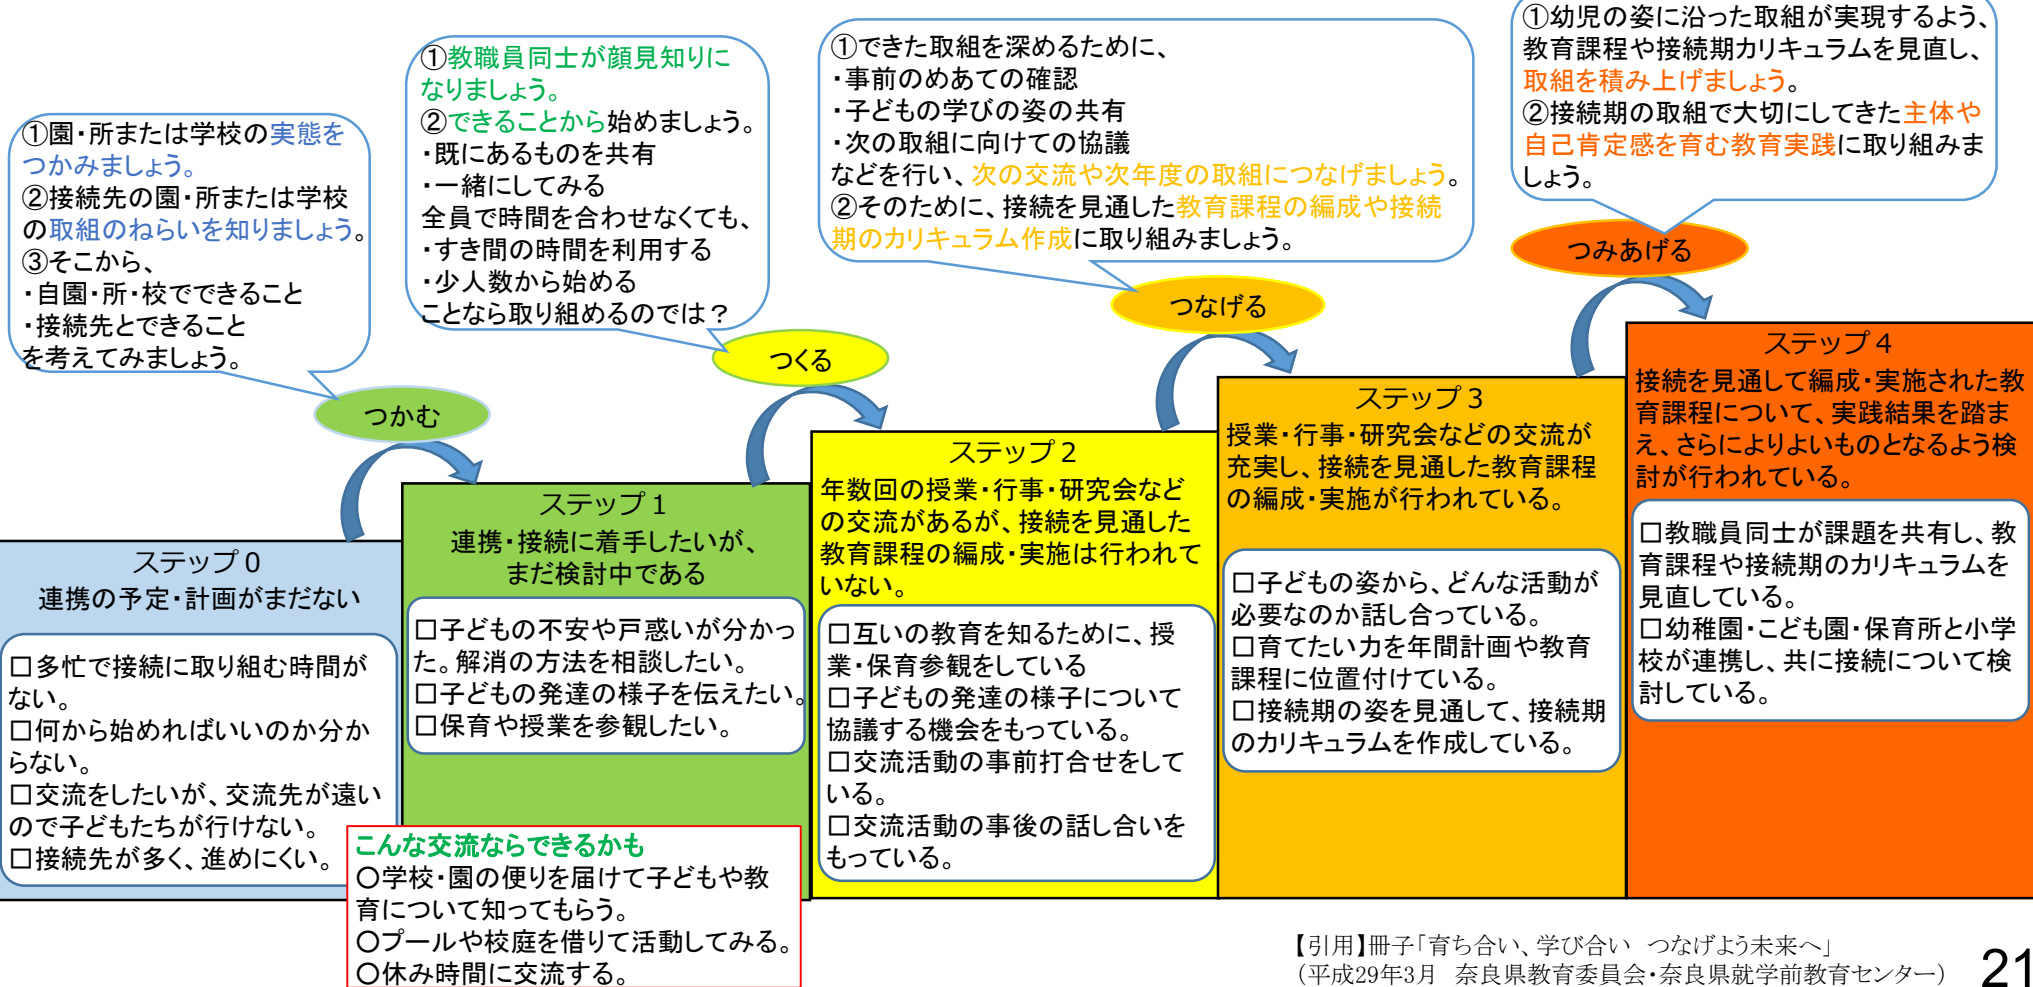 ①園・所または学校の実態を
つかみましょう。
②接続先の園・所または学校
の取組のねらいを知りましょう。
③そこから、
・自園・所・校でできること
・接続先とできること
を考えてみましょう。
つかむ
①教職員同士が顔見知りに
なりましょう。
②できることから始めましょう。
・既にあるものを共有
・一緒にしてみる
全員で時間を合わせなくても、
・すき間の時間を利用する
・少人数から始める
ことなら取り組めるのでは？
つくる
①できた取組を深めるために、
・事前のめあての確認
・子どもの学びの姿の共有
・次の取組に向けての協議
などを行い、次の交流や次年度の取組につなげましょう。
②そのために、接続を見通した教育課程の編成や接続
期のカリキュラム作成に取り組みましょう。
つなげる
①幼児の姿に沿った取組が実現するよう、
教育課程や接続期カリキュラムを見直し、
取組を積み上げましょう。
②接続期の取組で大切にしてきた主体や
自己肯定感を育む教育実践に取り組みま
しょう。
つみあげる
ステップ０
連携の予定・計画がまだない
□多忙で接続に取り組む時間が
ない。
□何から始めればいいのか分か
らない。
□交流をしたいが、交流先が遠い
ので子どもたちが行けない。
□接続先が多く、進めにくい。
ステップ１
連携・接続に着手したいが、
まだ検討中である
□子どもの不安や戸惑いが分かっ
た。解消の方法を相談したい。
□子どもの発達の様子を伝えたい。
□保育や授業を参観したい。
こんな交流ならできるかも
○学校・園の便りを届けて子どもや教
育について知ってもらう。
○プールや校庭を借りて活動してみる。
○休み時間に交流する。
ステップ２
年数回の授業・行事・研究会など
の交流があるが、接続を見通した
教育課程の編成・実施は行われて
いない。
□互いの教育を知るために、授
業・保育参観をしている
□子どもの発達の様子について
協議する機会をもっている。
□交流活動の事前打合せをして
いる。
□交流活動の事後の話し合いを
もっている。
ステップ３
授業・行事・研究会などの交流が
充実し、接続を見通した教育課程
の編成・実施が行われている。
□子どもの姿から、どんな活動が
必要なのか話し合っている。
□育てたい力を年間計画や教育
課程に位置付けている。
□接続期の姿を見通して、接続期
のカリキュラムを作成している。
ステップ４
接続を見通して編成・実施された教
育課程について、実践結果を踏ま
え、さらによりよいものとなるよう検
討が行われている。
□教職員同士が課題を共有し、教
育課程や接続期のカリキュラムを
見直している。
□幼稚園・こども園・保育所と小学
校が連携し、共に接続について検
討している。
【引用】冊子「育ち合い、学び合い　つなげよう未来へ」
（平成29年3月　奈良県教育委員会・奈良県就学前教育センター）
21